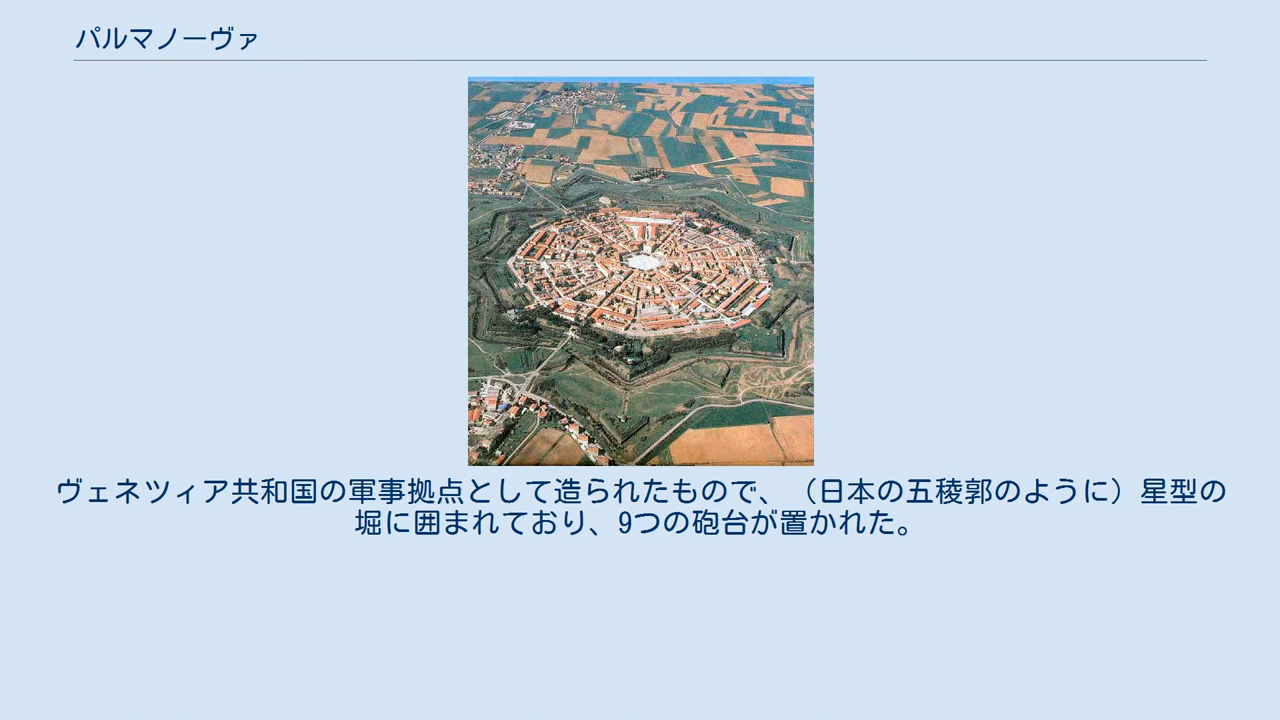 パルマノーヴァ
ヴェネツィア共和国の軍事拠点として造られたもので、（日本の五稜郭のように）星型の
堀に囲まれており、9つの砲台が置かれた。